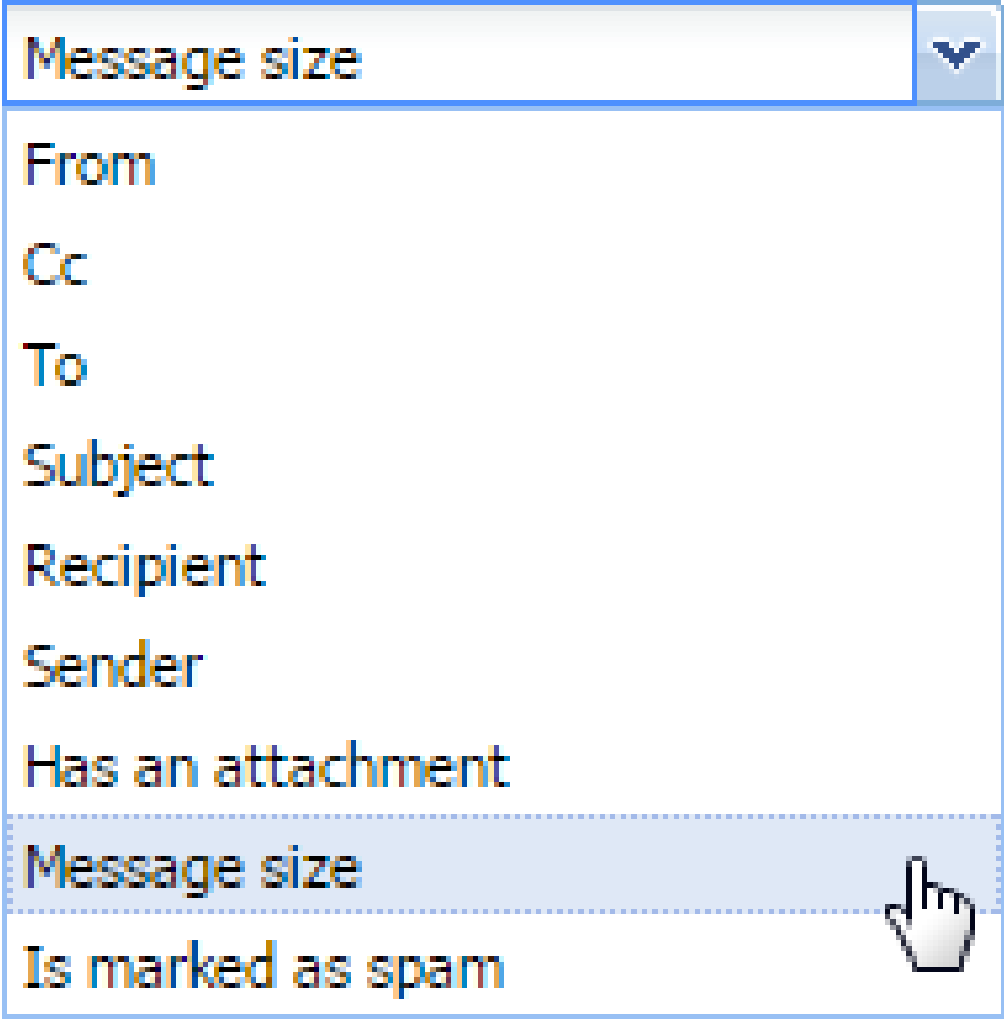 Message size
From
Cc
To
Subject
Recipient
Sender
Has an attachment
Message size
Is marked as spam